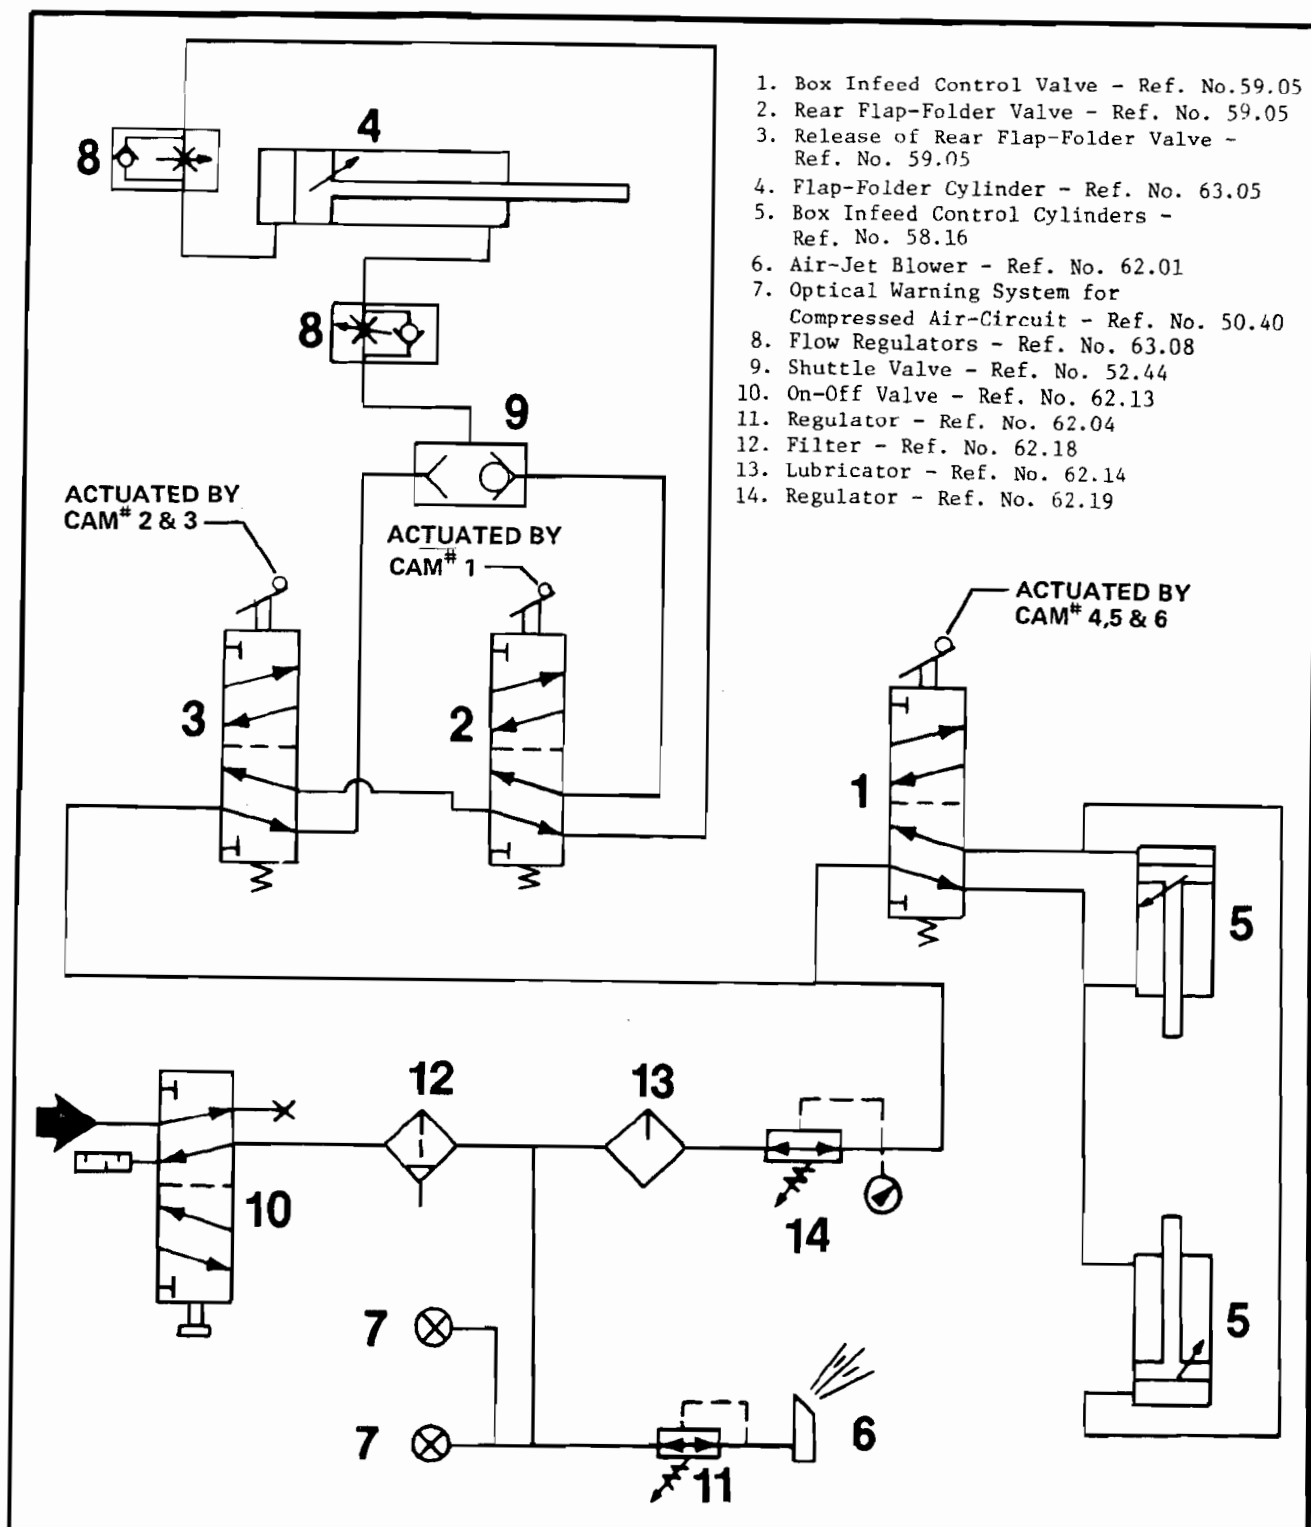 4
8
8
9
1. Box Infeed Control Valve - Ref. No.59.05
2. Rear Flap-Folder Valve - Ref. No. 59.05
3. Release of Rear Flap-Folder Valve -
Ref. No. 59.05
4. Flap-Folder Cylinder - Ref. No. 63.05
5. Box Infeed Control Cylinders -
Ref. No. 58.16
6. Air-Jet Blower - Ref. No. 62.01
7. Optical Warning System for
Compressed Air-Circuit - Ref. No. 50.40
8. Flow Regulators - Ref. No. 63.08
9. Shuttle Valve - Ref. No. 52.44
10. On-Off Valve - Ref. No. 62.13
11. Regulator - Ref. No. 62.04
12. Filter - Ref. No. 62.18
13. Lubricator - Ref. No. 62.14
14. Regulator - Ref. No. 62.19
ACTUATED BY
CAM# 2 & 3
ACTUATED BY
CAM# 1
ACTUATED BY
CAM# 4,5 & 6
3
2
1
5
12
13
10
14
7
5
7
6
11